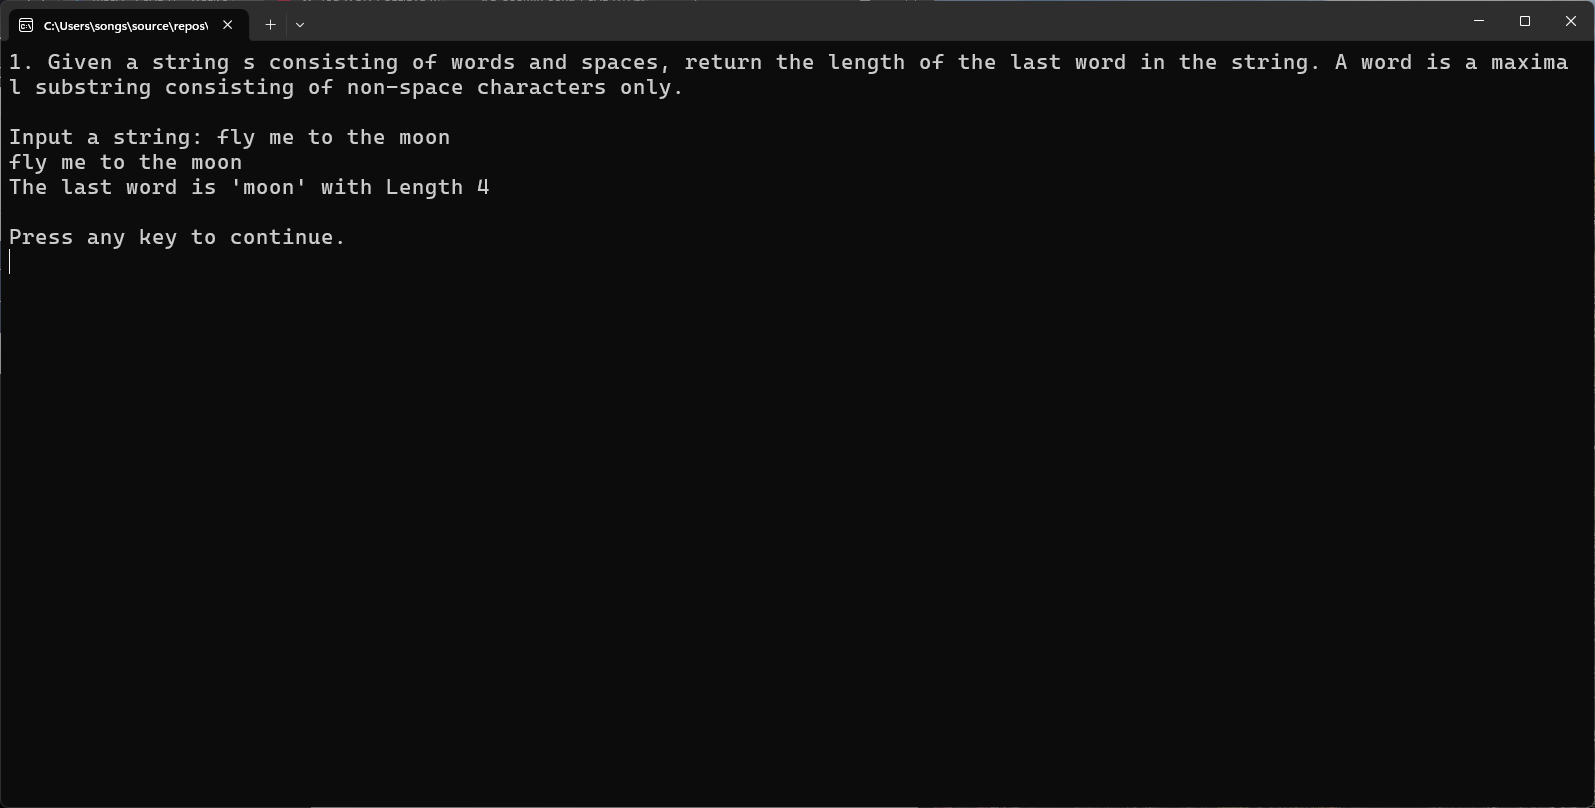 C:\Users\songs\source\repos\
1. Given a string s consisting of words and spaces, return the length of the last word in the string. A word is a maxima
l substring consisting of non-space characters only.
Input a string: fly me to the moon
fly me to the moon
The last word is 'moon' with Length 4
Press any key to continue.